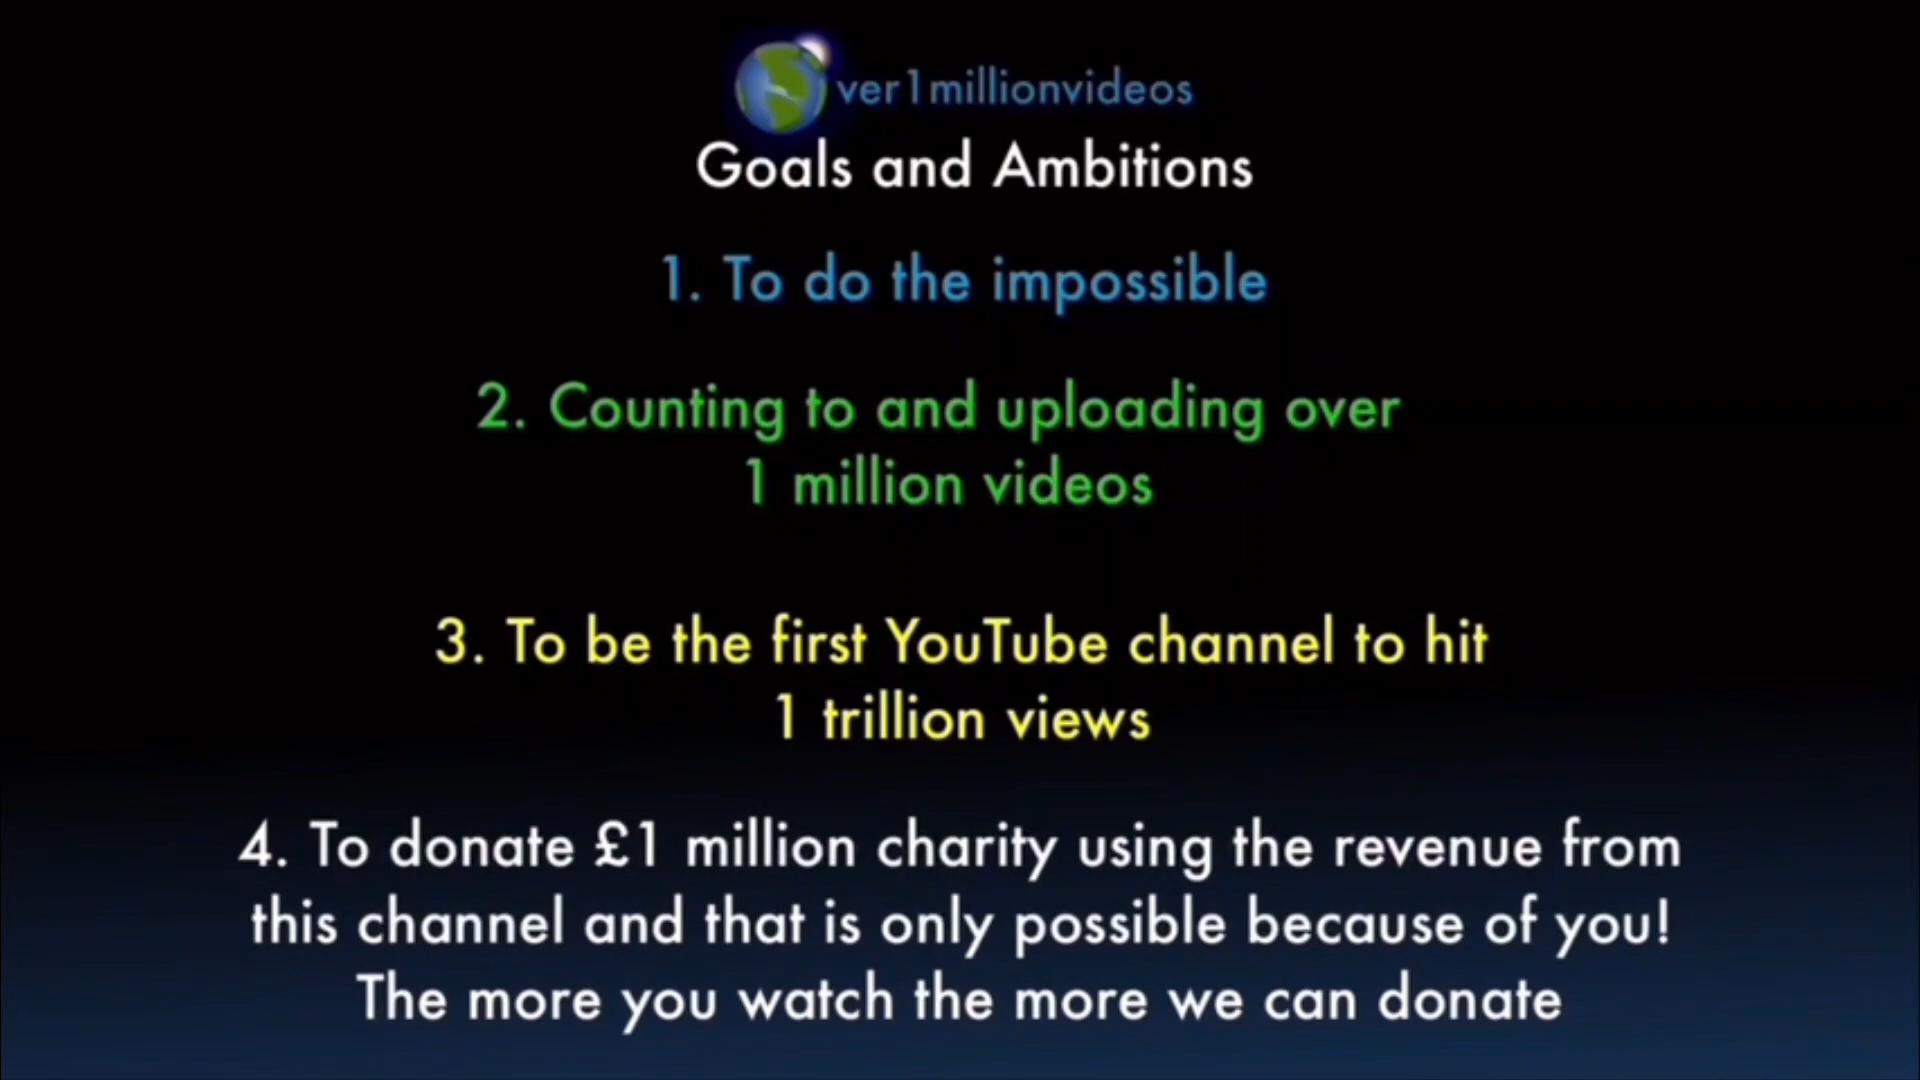 ver1millionvideos
Goals and Ambitions
1. To do the impossible
2. Counting to and uploading over
1 million videos
3. To be the first YouTube channel to hit
1 trillion views
4. To donate £1 million charity using the revenue from
this channel and that is only possible because of you!
The more you watch the more we can donate